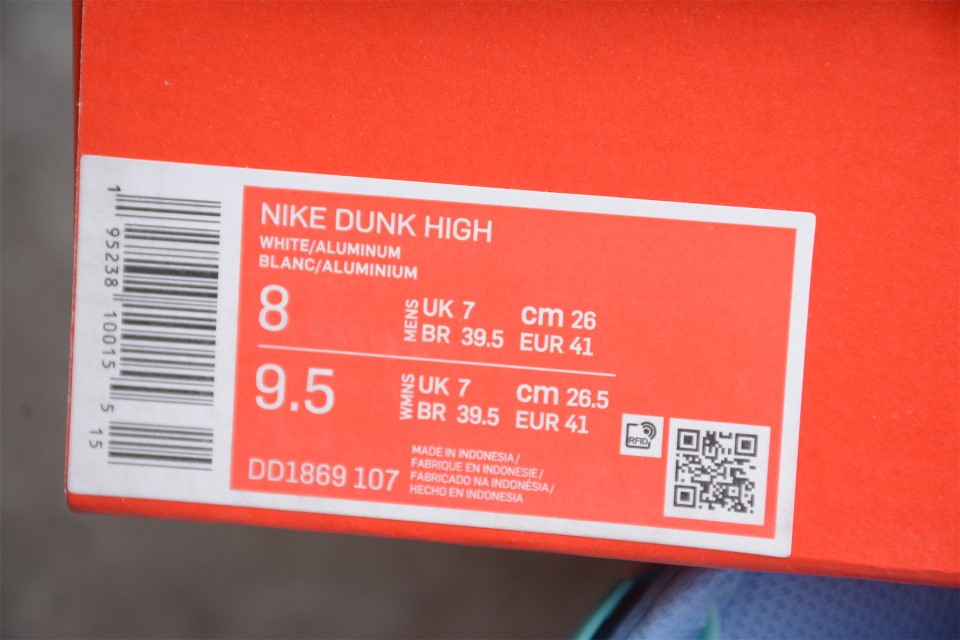 NIKE DUNK HIGH
WHITE/ALUMINUM
BLANC/ALUMINIUM
8
MENS
UK 7 cm 26
BR 39.5 EUR 41
9.5
WMNS
UK 7 cm 26.5
BR 39.5 EUR 41
RFID
DD1869 107
MADE IN INDONESIA/
FABRIQUE EN INDONESIE/
FABRICADO NA INDONÉSIA/
HECHO EN INDONESIA
1 95238 10015 5 15